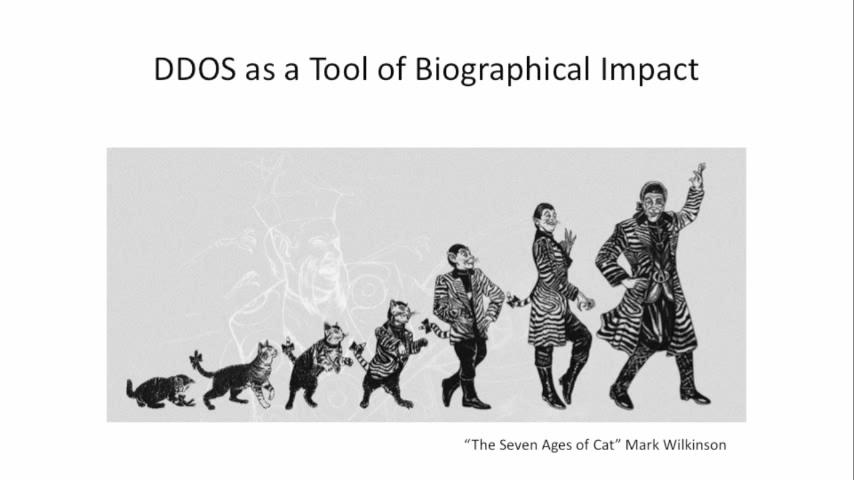 DDOS as a Tool of Biographical Impact
“The Seven Ages of Cat” Mark Wilkinson